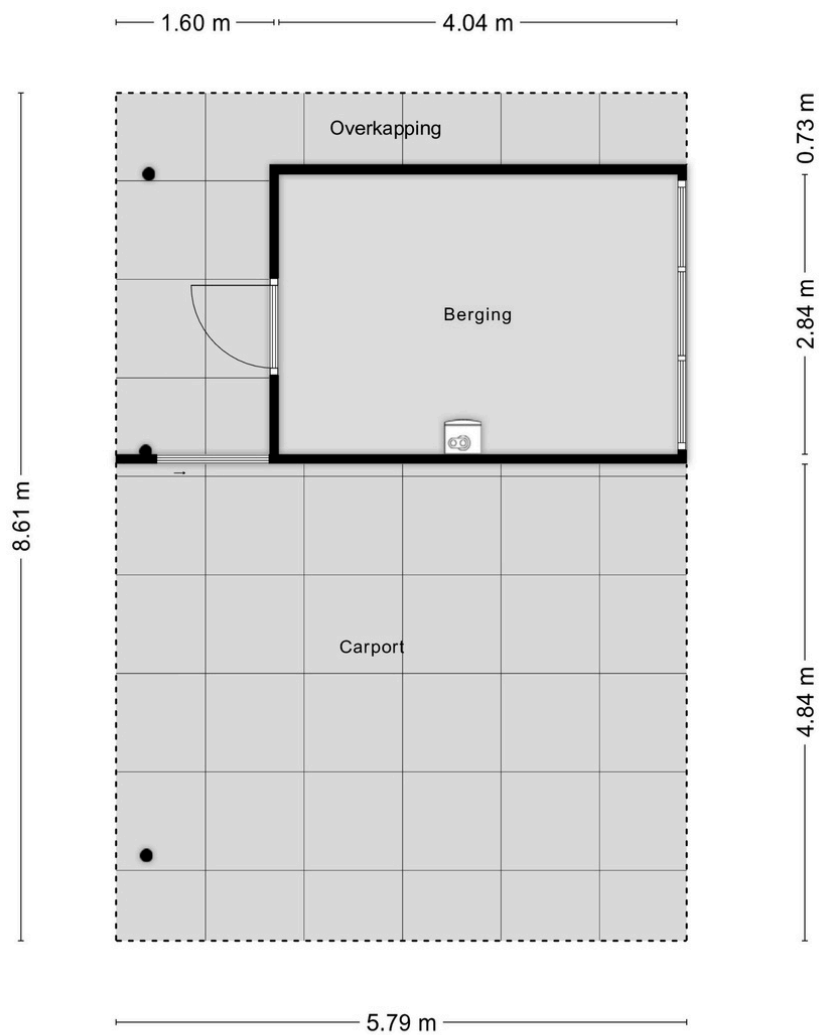 1.60 m
4.04 m
Overkapping
0.73 m
Berging
2.84 m
8.61 m
Carport
4.84 m
5.79 m